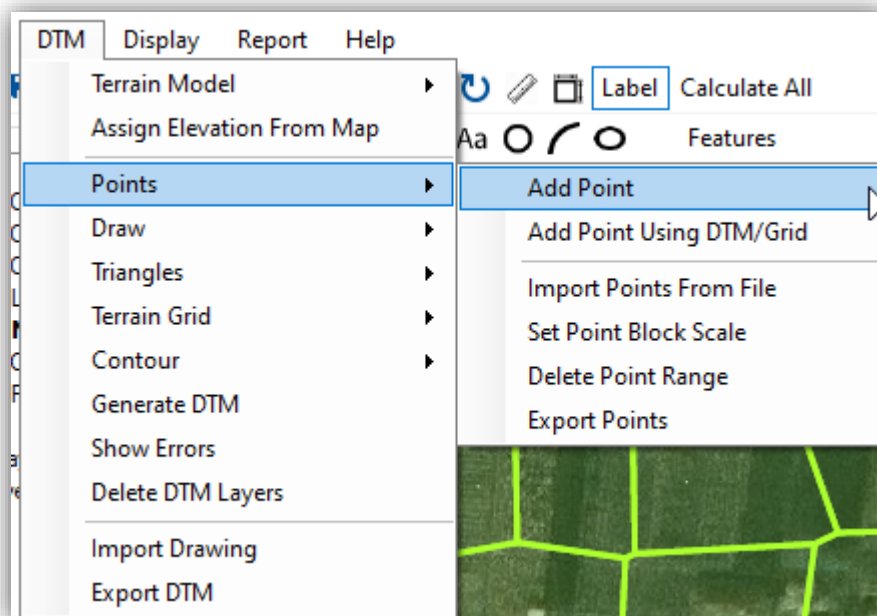 DTM Display Report Help
Terrain Model
Label Calculate All
Assign Elevation From Map
Aa
Features
Points
Add Point
Draw
Add Point Using DTM/Grid
Triangles
Import Points From File
Terrain Grid
Set Point Block Scale
Contour
Delete Point Range
Generate DTM
Export Points
Show Errors
Delete DTM Layers
Import Drawing
Export DTM